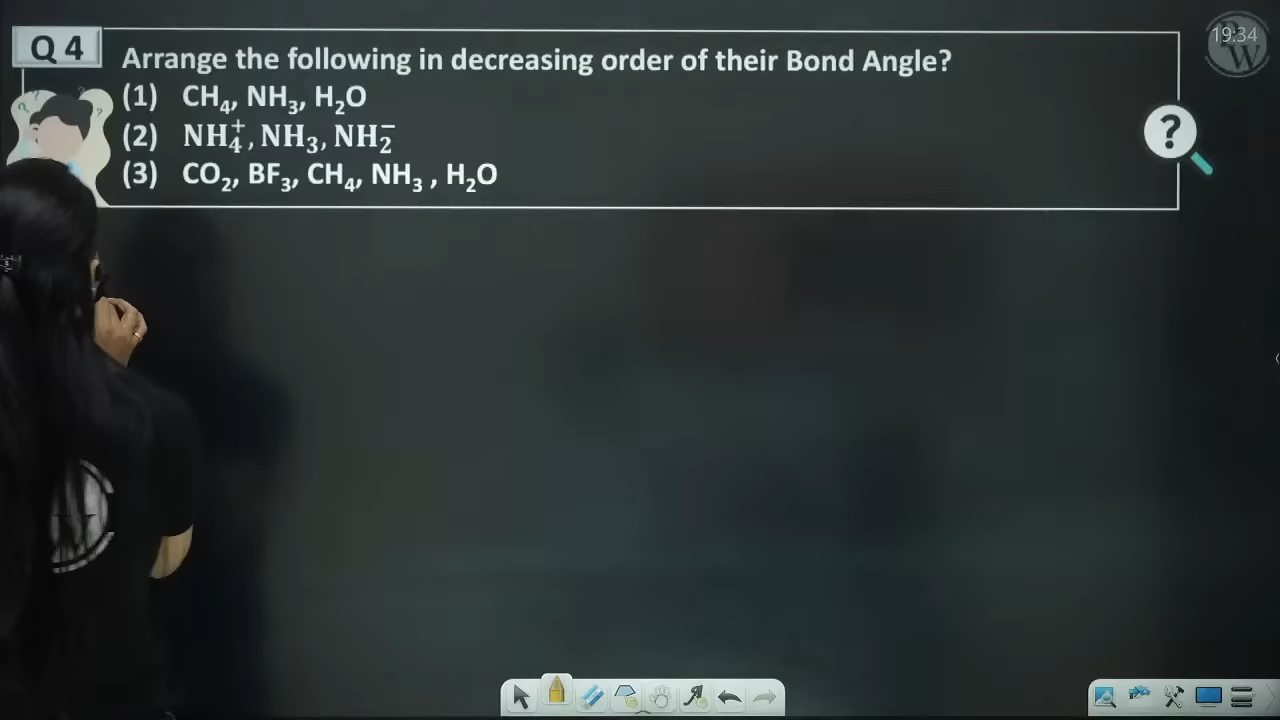 Q 4
Arrange the following in decreasing order of their Bond Angle?
(1) CH₄, NH₃, H₂O
(2) NH₄⁺, NH₃, NH₂⁻
(3) CO₂, BF₃, CH₄, NH₃ , H₂O
19:34
?